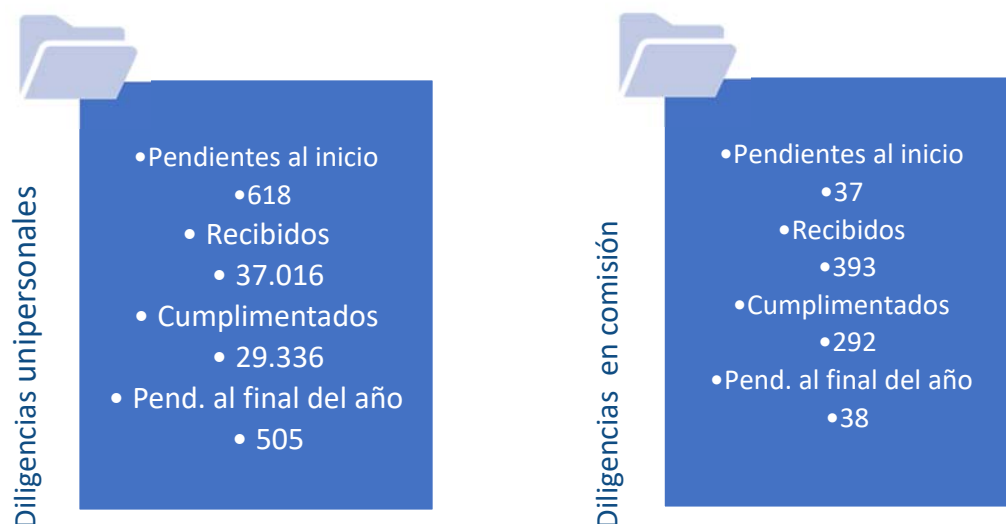 Diligencias unipersonales
•Pendientes al inicio
•618
• Recibidos
• 37.016
• Cumplimentados
• 29.336
• Pend. al final del año
• 505
Diligencias en comisión
•Pendientes al inicio
•37
•Recibidos
•393
•Cumplimentados
•292
•Pend. al final del año
•38